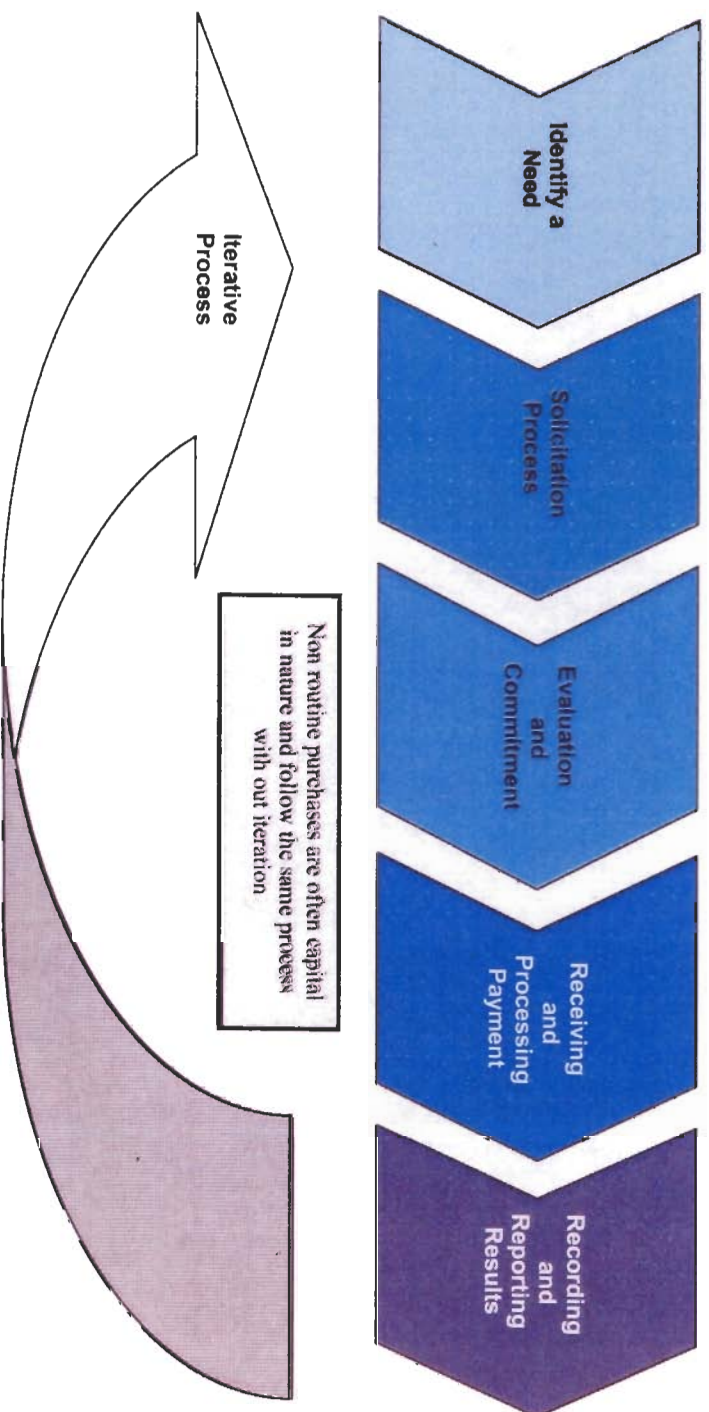 Identify a
Need
Solicitation
Process
Evaluation
and
Commitment
Receiving
and
Processing
Payment
Recording
and
Reporting
Results
Iterative
Process
Non routine purchases are often capital
in nature and follow the same process
with out iteration